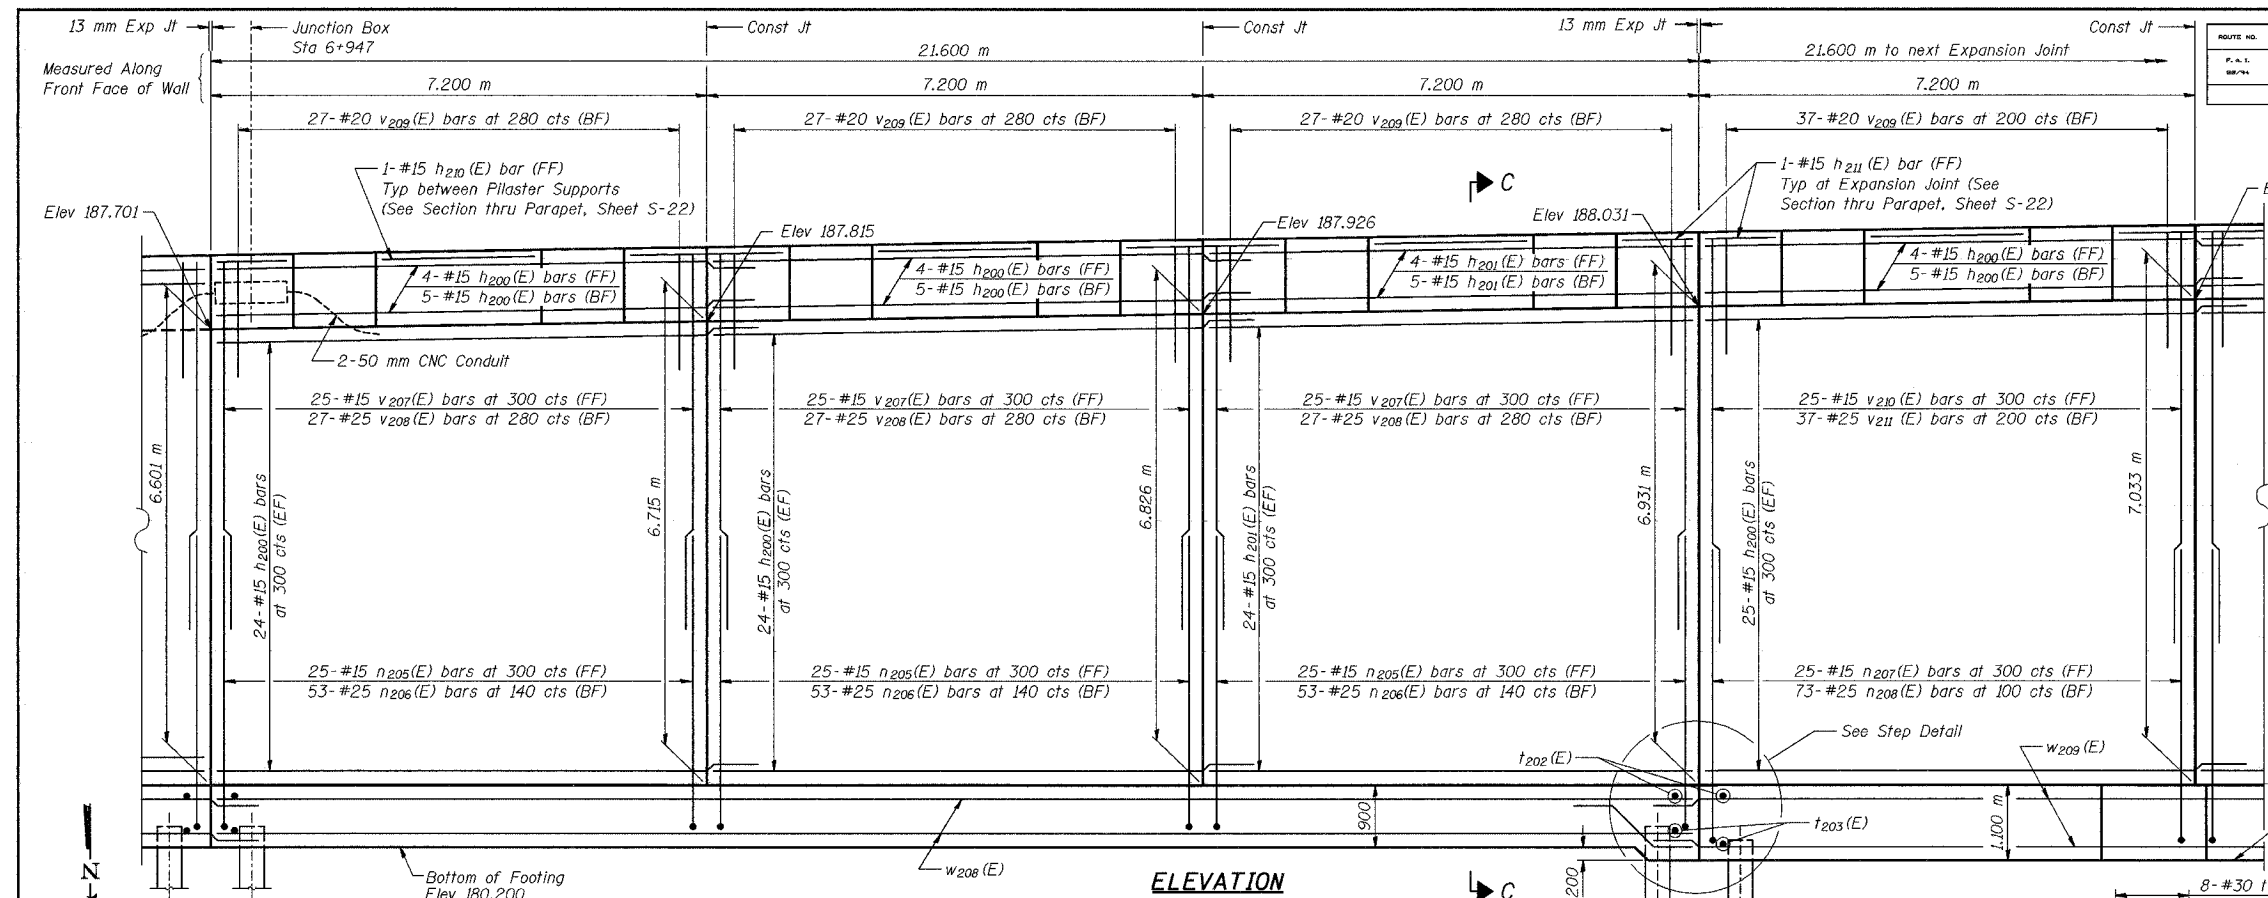 13 mm Exp Jt
Junction Box
Sta 6+947
Const Jt
Const Jt
13 mm Exp Jt
Const Jt
ROUTE NO.
F.A.I.
Measured Along
Front Face of Wall
21.600 m
21.600 m to next Expansion Joint
7.200 m
7.200 m
7.200 m
7.200 m
27-#20 v209(E) bars at 280 cts (BF)
27-#20 v209(E) bars at 280 cts (BF)
27-#20 v209(E) bars at 280 cts (BF)
37-#20 v209(E) bars at 200 cts (BF)
1-#15 h210(E) bar (FF)
Typ between Pilaster Supports
(See Section thru Parapet, Sheet S-22)
C
1-#15 h211(E) bar (FF)
Typ at Expansion Joint (See
Section thru Parapet, Sheet S-22)
Elev 187.701
Elev 187.815
Elev 187.926
Elev 188.031
4-#15 h200(E) bars (FF)
5-#15 h200(E) bars (BF)
4-#15 h200(E) bars (FF)
5-#15 h200(E) bars (BF)
4-#15 h201(E) bars (FF)
5-#15 h201(E) bars (BF)
4-#15 h200(E) bars (FF)
5-#15 h200(E) bars (BF)
2-50 mm CNC Conduit
25-#15 v207(E) bars at 300 cts (FF)
27-#25 v208(E) bars at 280 cts (BF)
25-#15 v207(E) bars at 300 cts (FF)
27-#25 v208(E) bars at 280 cts (BF)
25-#15 v207(E) bars at 300 cts (FF)
27-#25 v208(E) bars at 280 cts (BF)
25-#15 v210(E) bars at 300 cts (FF)
37-#25 v211(E) bars at 200 cts (BF)
6.601 m
24-#15 h200(E) bars
at 300 cts (EF)
6.715 m
24-#15 h200(E) bars
at 300 cts (EF)
6.826 m
24-#15 h201(E) bars
at 300 cts (EF)
6.931 m
25-#15 h200(E) bars
at 300 cts (EF)
7.033 m
25-#15 n205(E) bars at 300 cts (FF)
53-#25 n206(E) bars at 140 cts (BF)
25-#15 n205(E) bars at 300 cts (FF)
53-#25 n206(E) bars at 140 cts (BF)
25-#15 n205(E) bars at 300 cts (FF)
53-#25 n206(E) bars at 140 cts (BF)
25-#15 n207(E) bars at 300 cts (FF)
73-#25 n208(E) bars at 100 cts (BF)
See Step Detail
t202(E)
w209(E)
900
t203(E)
1.100 m
N
Bottom of Footing
Elev 180.200
w208(E)
ELEVATION
C
200
8-#30 t